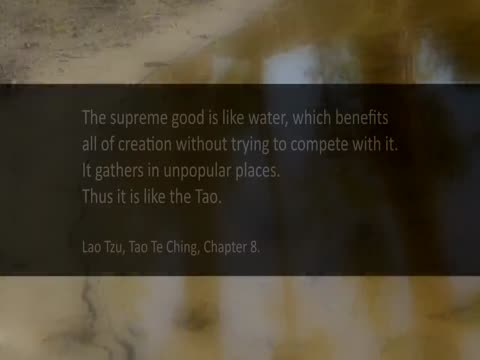 The supreme good is like water, which benefits
all of creation without trying to compete with it.
It gathers in unpopular places.
Thus it is like the Tao.
Lao Tzu, Tao Te Ching, Chapter 8.